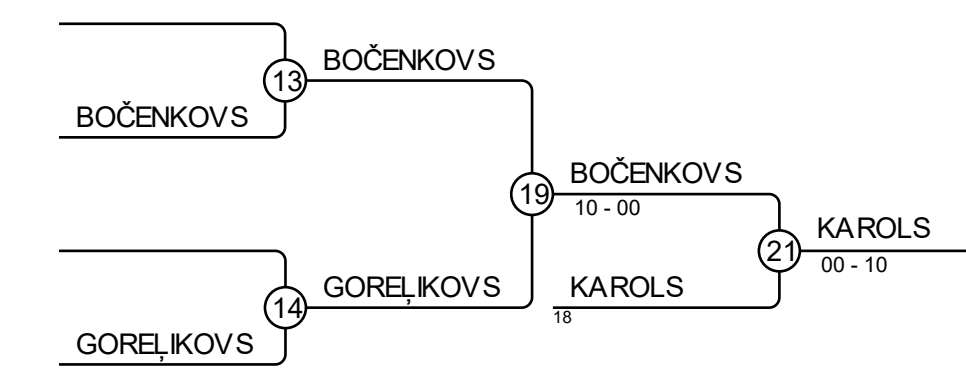 BOČENKOVS
13
BOČENKOVS
BOČENKOVS
19
10 - 00
KAROLS
21
00 - 10
GOREĻIKOVS
KAROLS
14
18
GOREĻIKOVS